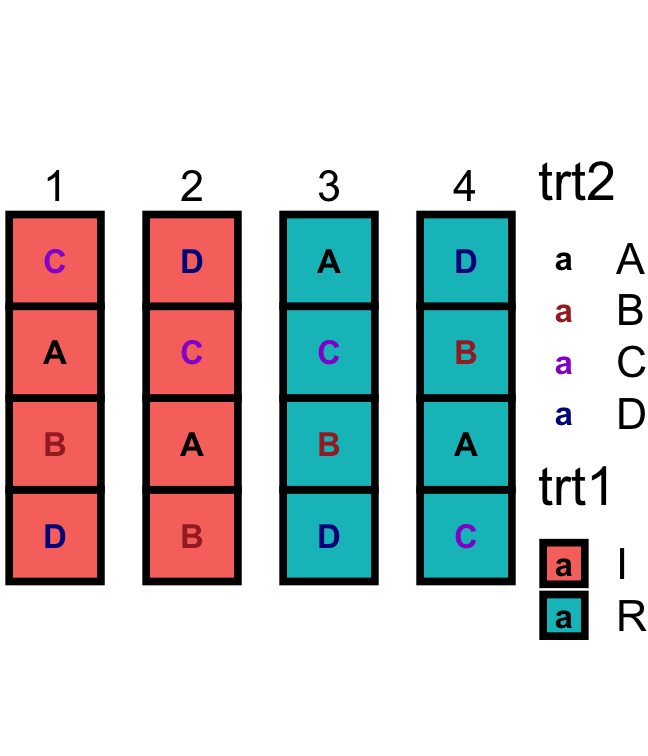 1 2 3 4
C D A D
A C C B
B A B A
D B D C
trt2
a A
a B
a C
a D
trt1
a I
a R